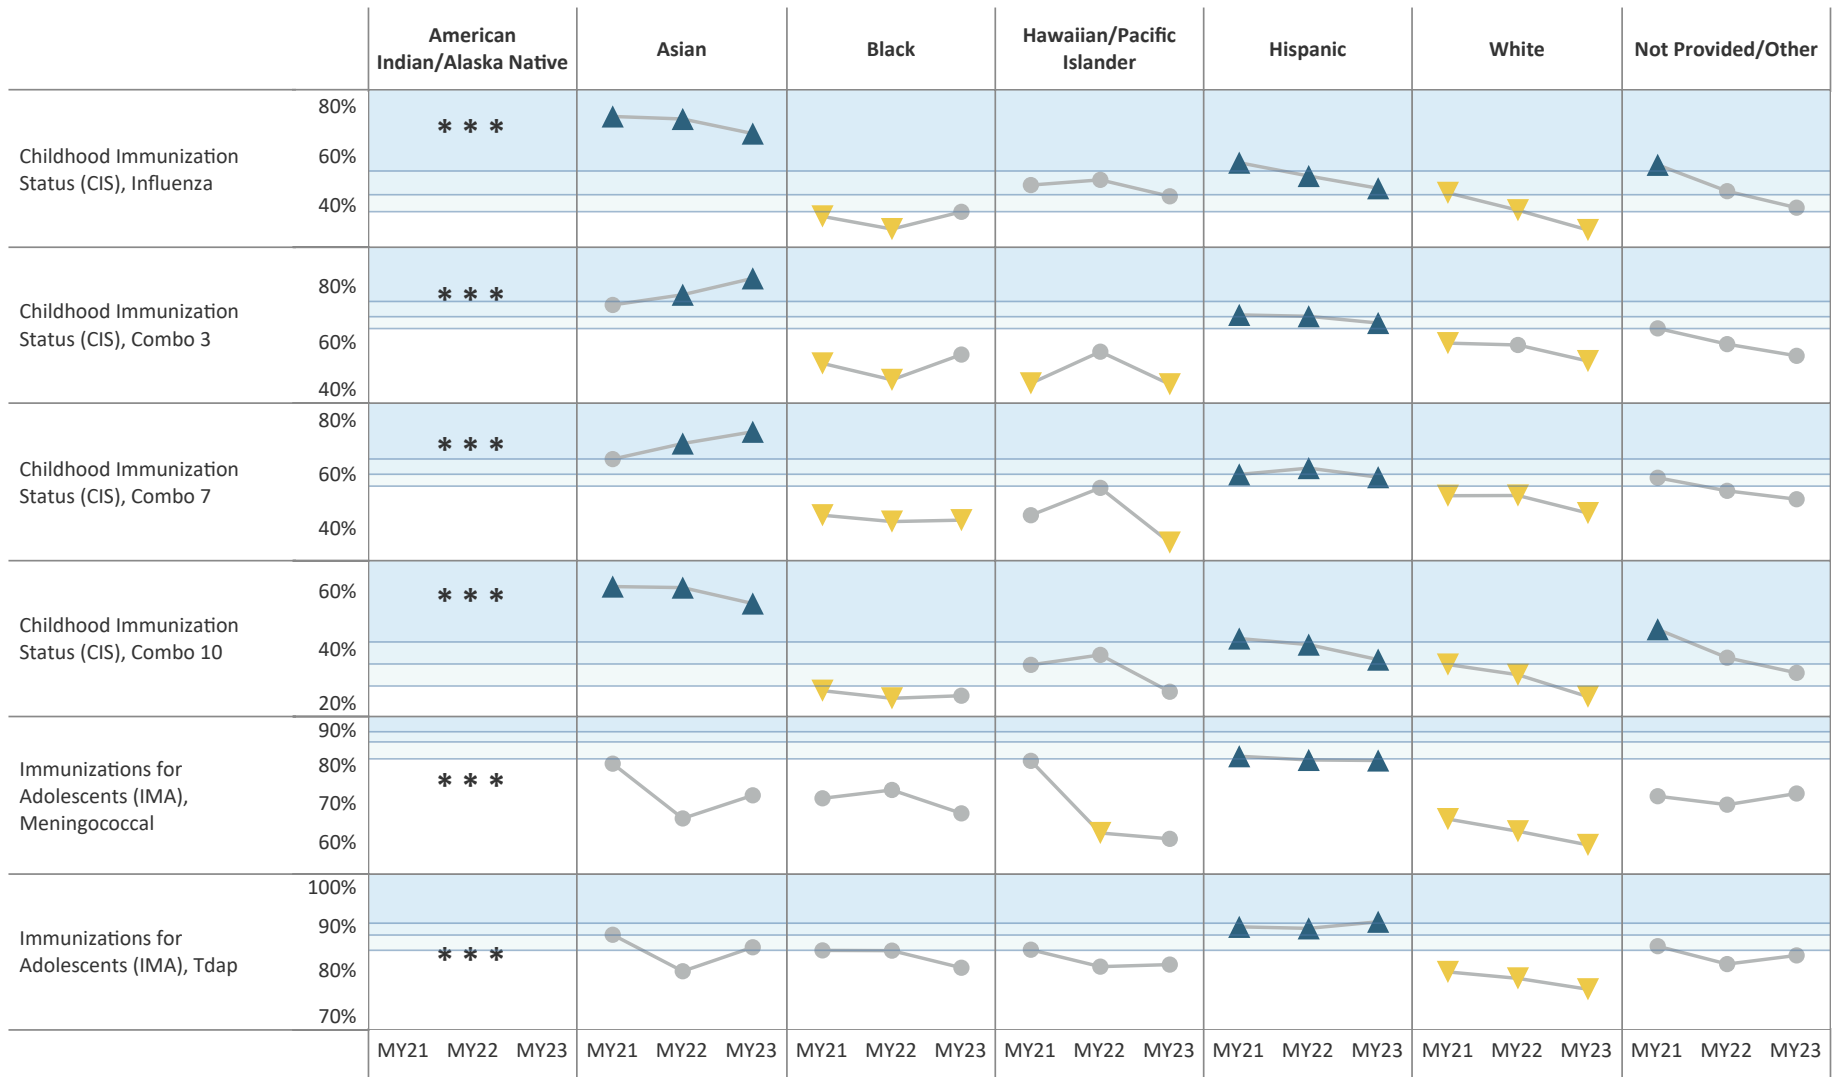 American
Indian/Alaska Native
Asian
Black
Hawaiian/Pacific
Islander
Hispanic
White
Not Provided/Other
Childhood Immunization
Status (CIS), Influenza
80%
60%
40%
* * *
Childhood Immunization
Status (CIS), Combo 3
80%
60%
40%
* * *
Childhood Immunization
Status (CIS), Combo 7
80%
60%
40%
* * *
Childhood Immunization
Status (CIS), Combo 10
60%
40%
20%
* * *
Immunizations for
Adolescents (IMA),
Meningococcal
90%
80%
70%
60%
* * *
Immunizations for
Adolescents (IMA), Tdap
100%
90%
80%
70%
* * *
MY21 MY22 MY23 MY21 MY22 MY23 MY21 MY22 MY23 MY21 MY22 MY23 MY21 MY22 MY23 MY21 MY22 MY23 MY21 MY22 MY23